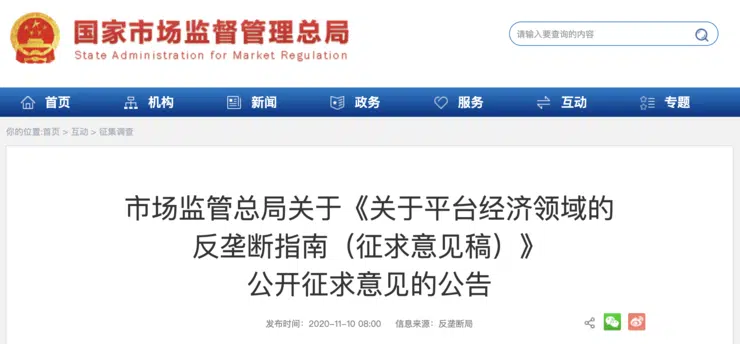 国家市场监督管理总局
State Administration for Market Regulation
请输入要查询的内容
首页 机构 新闻 政务 服务 互动 专题
你的位置:首页 > 互动 > 征集调查
市场监管总局关于《关于平台经济领域的
反垄断指南（征求意见稿）》
公开征求意见的公告
发布时间：2020-11-10 08:00 信息来源：反垄断局